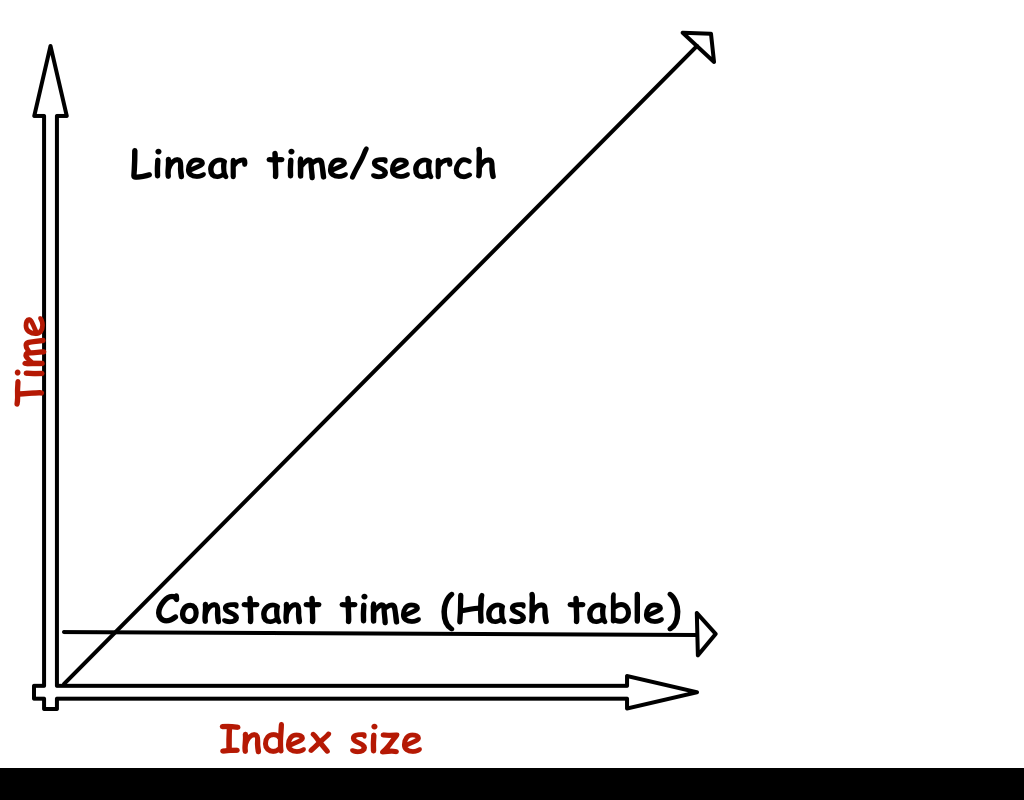 Linear time/search
Time
Constant time (Hash table)
Index size